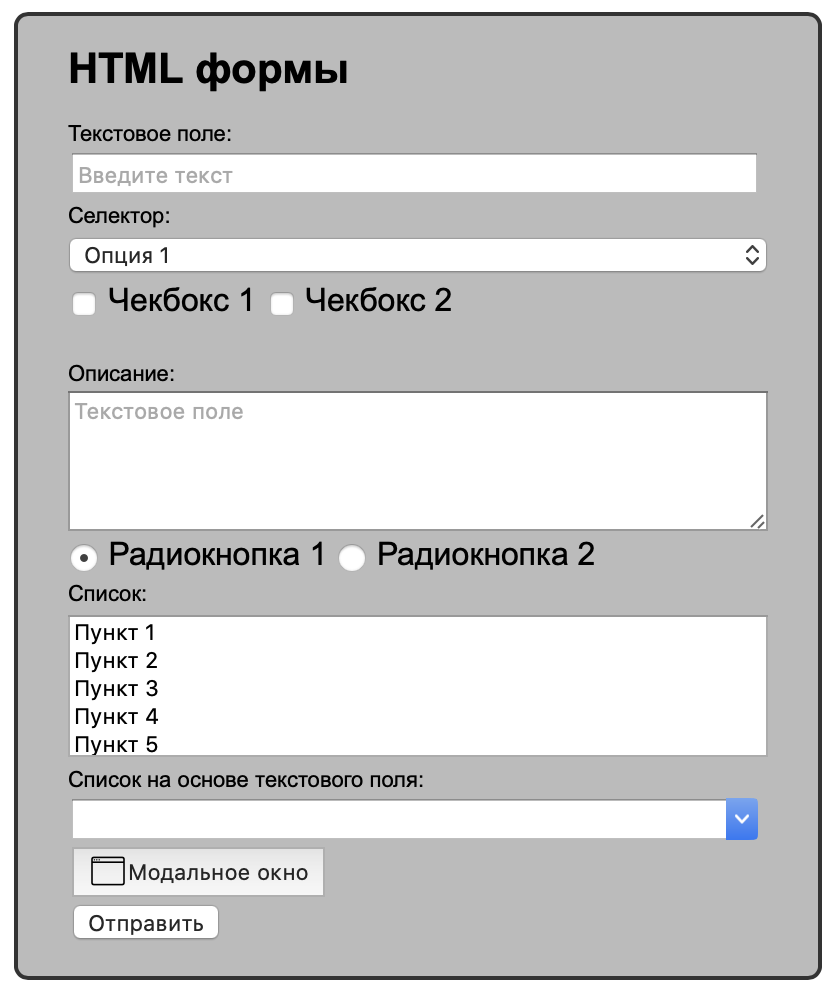 HTML формы
Текстовое поле:
Введите текст
Селектор:
Опция 1
Чекбокс 1 Чекбокс 2
Описание:
Текстовое поле
Радиокнопка 1 Радиокнопка 2
Список:
Пункт 1
Пункт 2
Пункт 3
Пункт 4
Пункт 5
Список на основе текстового поля:
Модальное окно
Отправить